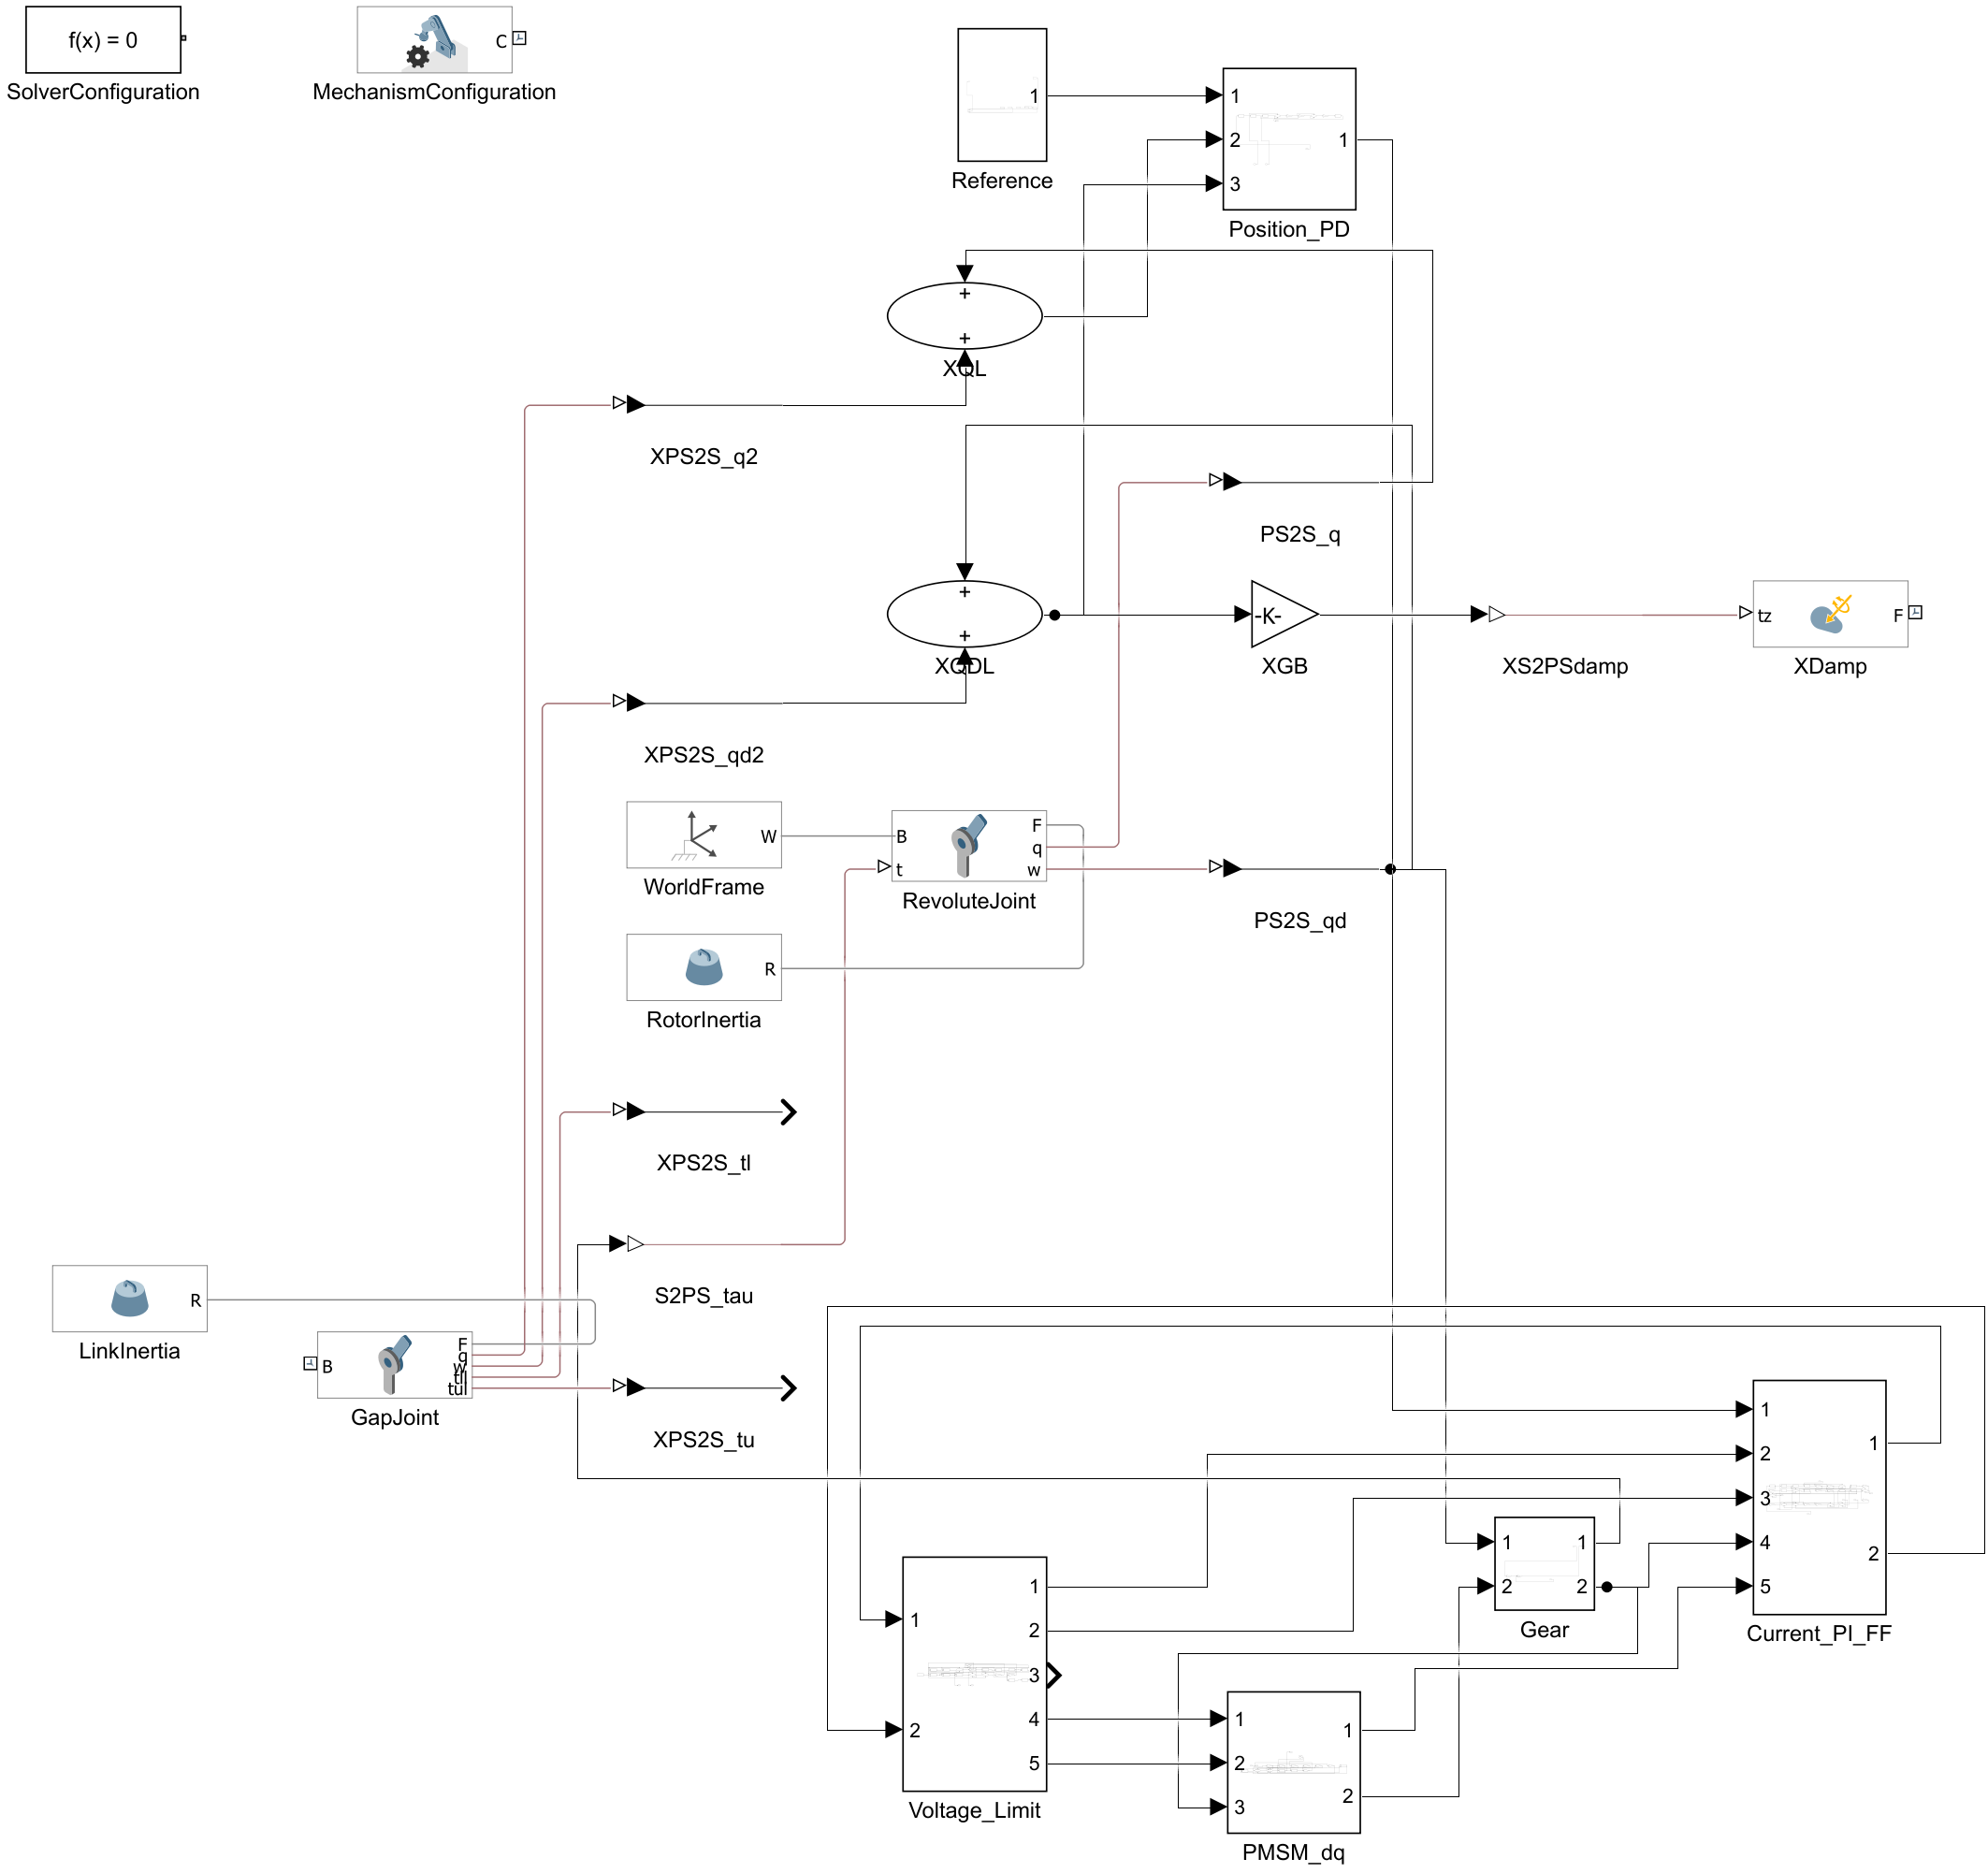 f(x) = 0
SolverConfiguration
C
MechanismConfiguration
1
Reference
1
2
3
1
Position_PD
+
+
XQL
XPS2S_q2
PS2S_q
+
+
XQDL
-K-
XGB
XS2PSdamp
tz
F
XDamp
XPS2S_qd2
W
WorldFrame
B
t
F
q
w
RevoluteJoint
PS2S_qd
R
RotorInertia
XPS2S_tl
S2PS_tau
R
LinkInertia
B
F
q
w
tll
tul
GapJoint
XPS2S_tu
1
2
3
4
5
1
2
Current_PI_FF
1
2
1
2
Gear
1
2
1
2
3
4
5
Voltage_Limit
1
2
3
1
2
PMSM_dq